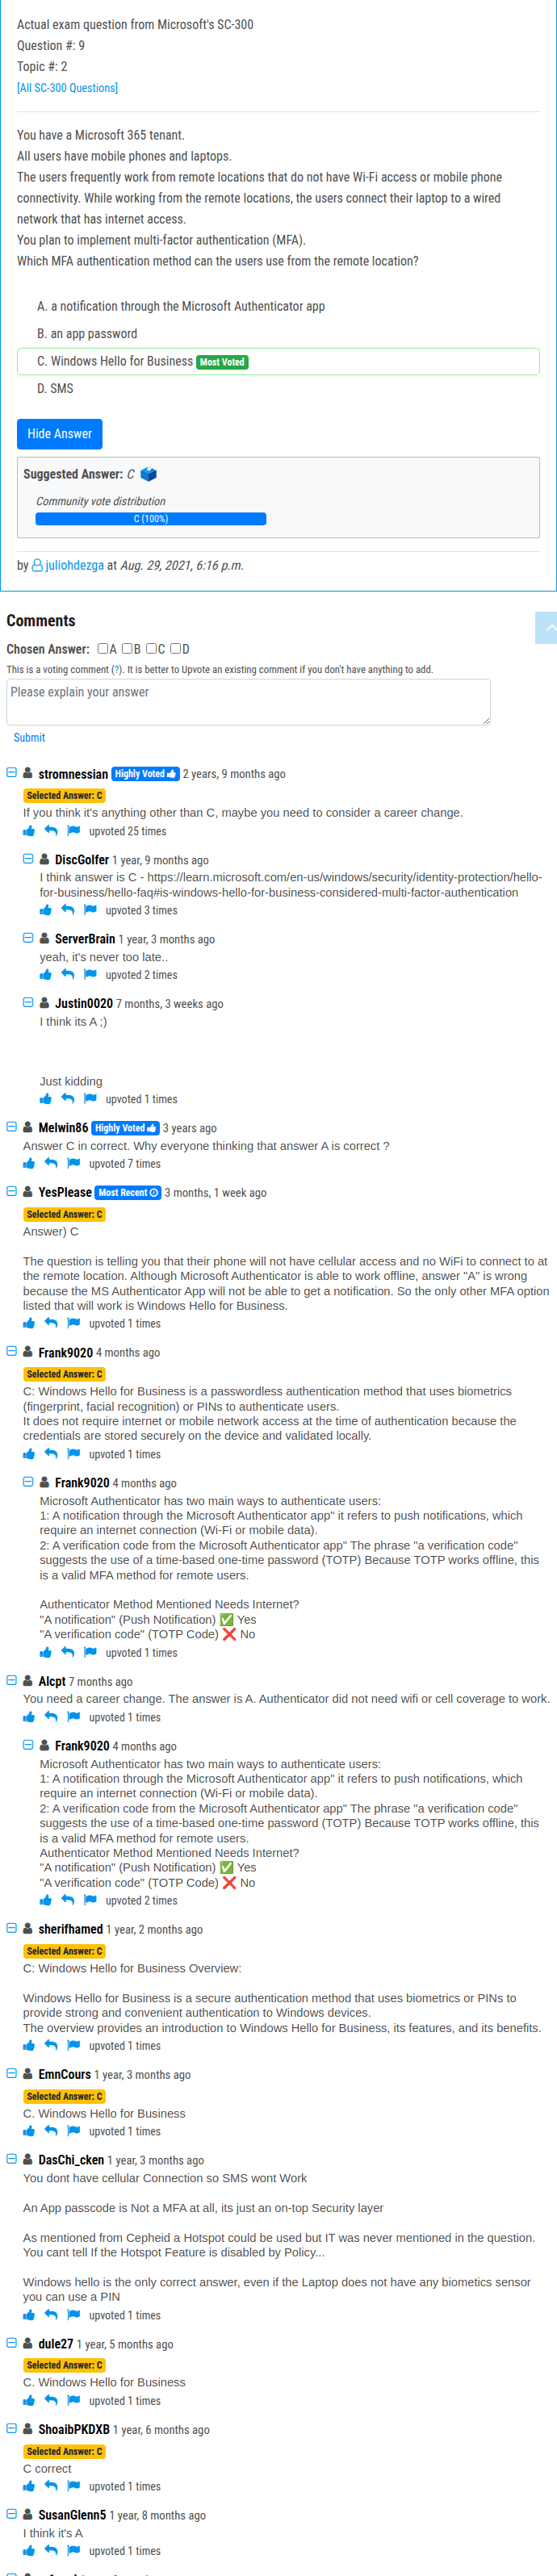 Actual exam question from Microsoft's SC-300
Question #: 9
Topic #: 2
[All SC-300 Questions]
You have a Microsoft 365 tenant.
All users have mobile phones and laptops.
The users frequently work from remote locations that do not have Wi-Fi access or mobile phone
connectivity. While working from the remote locations, the users connect their laptop to a wired
network that has internet access.
You plan to implement multi-factor authentication (MFA).
Which MFA authentication method can the users use from the remote location?
A. a notification through the Microsoft Authenticator app
B. an app password
C. Windows Hello for Business Most Voted
D. SMS
Hide Answer
Suggested Answer: C
Community vote distribution
C (100%)
by juliohdezga at Aug. 29, 2021, 6:16 p.m.
Comments
Chosen Answer: A B C D
This is a voting comment (?). It is better to Upvote an existing comment if you don't have anything to add.
Please explain your answer
Submit
stromnessian Highly Voted 2 years, 9 months ago
Selected Answer: C
If you think it's anything other than C, maybe you need to consider a career change.
upvoted 25 times
DiscGolfer 1 year, 9 months ago
I think answer is C - https://learn.microsoft.com/en-us/windows/security/identity-protection/hello-
for-business/hello-faq#is-windows-hello-for-business-considered-multi-factor-authentication
upvoted 3 times
ServerBrain 1 year, 3 months ago
yeah, it's never too late..
upvoted 2 times
Justin0020 7 months, 3 weeks ago
I think its A ;)
Just kidding
upvoted 1 times
Melwin86 Highly Voted 3 years ago
Answer C in correct. Why everyone thinking that answer A is correct ?
upvoted 7 times
YesPlease Most Recent 3 months, 1 week ago
Selected Answer: C
Answer) C
The question is telling you that their phone will not have cellular access and no WiFi to connect to at
the remote location. Although Microsoft Authenticator is able to work offline, answer "A" is wrong
because the MS Authenticator App will not be able to get a notification. So the only other MFA option
listed that will work is Windows Hello for Business.
upvoted 1 times
Frank9020 4 months ago
Selected Answer: C
C: Windows Hello for Business is a passwordless authentication method that uses biometrics
(fingerprint, facial recognition) or PINs to authenticate users.
It does not require internet or mobile network access at the time of authentication because the
credentials are stored securely on the device and validated locally.
upvoted 1 times
Frank9020 4 months ago
Microsoft Authenticator has two main ways to authenticate users:
1: A notification through the Microsoft Authenticator app" it refers to push notifications, which
require an internet connection (Wi-Fi or mobile data).
2: A verification code from the Microsoft Authenticator app" The phrase "a verification code"
suggests the use of a time-based one-time password (TOTP) Because TOTP works offline, this
is a valid MFA method for remote users.
Authenticator Method Mentioned Needs Internet?
"A notification" (Push Notification) ✅ Yes
"A verification code" (TOTP Code) ❌ No
upvoted 1 times
Alcpt 7 months ago
You need a career change. The answer is A. Authenticator did not need wifi or cell coverage to work.
upvoted 1 times
Frank9020 4 months ago
Microsoft Authenticator has two main ways to authenticate users:
1: A notification through the Microsoft Authenticator app" it refers to push notifications, which
require an internet connection (Wi-Fi or mobile data).
2: A verification code from the Microsoft Authenticator app" The phrase "a verification code"
suggests the use of a time-based one-time password (TOTP) Because TOTP works offline, this
is a valid MFA method for remote users.
Authenticator Method Mentioned Needs Internet?
"A notification" (Push Notification) ✅ Yes
"A verification code" (TOTP Code) ❌ No
upvoted 2 times
sherifhamed 1 year, 2 months ago
Selected Answer: C
C: Windows Hello for Business Overview:
Windows Hello for Business is a secure authentication method that uses biometrics or PINs to
provide strong and convenient authentication to Windows devices.
The overview provides an introduction to Windows Hello for Business, its features, and its benefits.
upvoted 1 times
EmnCours 1 year, 3 months ago
Selected Answer: C
C. Windows Hello for Business
upvoted 1 times
DasChi_cken 1 year, 3 months ago
You dont have cellular Connection so SMS wont Work
An App passcode is Not a MFA at all, its just an on-top Security layer
As mentioned from Cepheid a Hotspot could be used but IT was never mentioned in the question.
You cant tell If the Hotspot Feature is disabled by Policy...
Windows hello is the only correct answer, even if the Laptop does not have any biometics sensor
you can use a PIN
upvoted 1 times
dule27 1 year, 5 months ago
Selected Answer: C
C. Windows Hello for Business
upvoted 1 times
ShoaibPKDXB 1 year, 6 months ago
Selected Answer: C
C correct
upvoted 1 times
SusanGlenn5 1 year, 8 months ago
I think it's A
upvoted 1 times